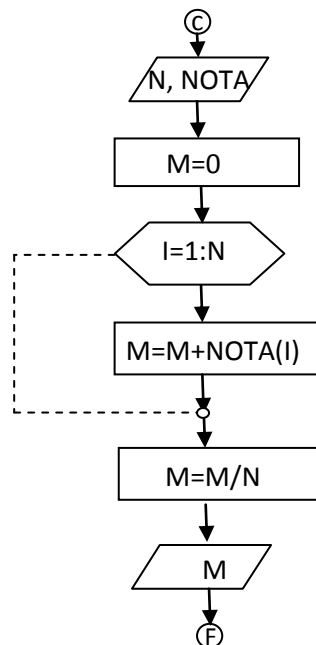 C
N, NOTA
M=0
I=1:N
M=M+NOTA(I)
M=M/N
M
F